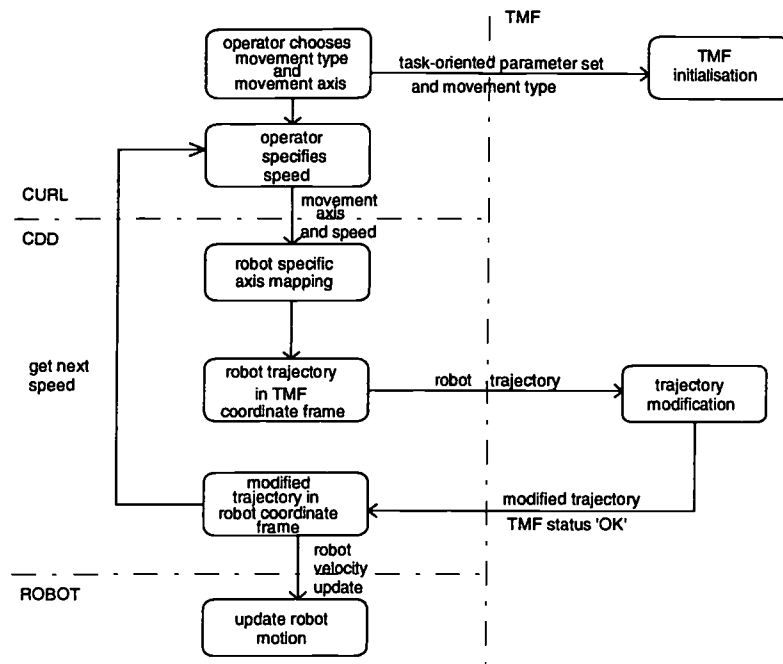 TMF
operator chooses
movement type
and
movement axis
task-oriented parameter set
and movement type
TMF
initialisation
operator
specifies
speed
CURL
movement
axis
and speed
CDD
robot specific
axis mapping
get next
speed
robot trajectory
in TMF
coordinate frame
robot trajectory
trajectory
modification
modified
trajectory in
robot coordinate
frame
modified trajectory
TMF status 'OK'
robot
velocity
update
ROBOT
update robot
motion